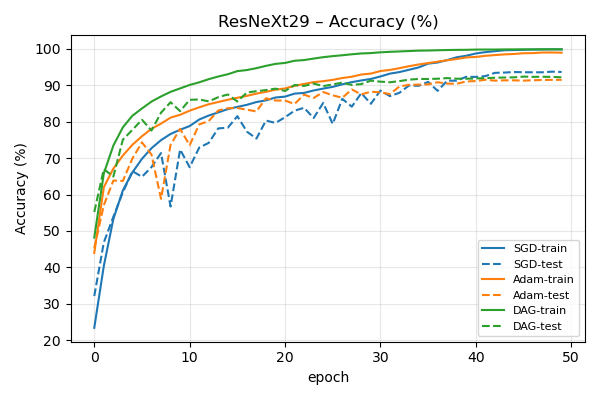 ResNeXt29 – Accuracy (%)
Accuracy (%)
100
90
80
70
60
50
40
30
20
0
10
20
30
40
50
epoch
SGD-train
SGD-test
Adam-train
Adam-test
DAG-train
DAG-test